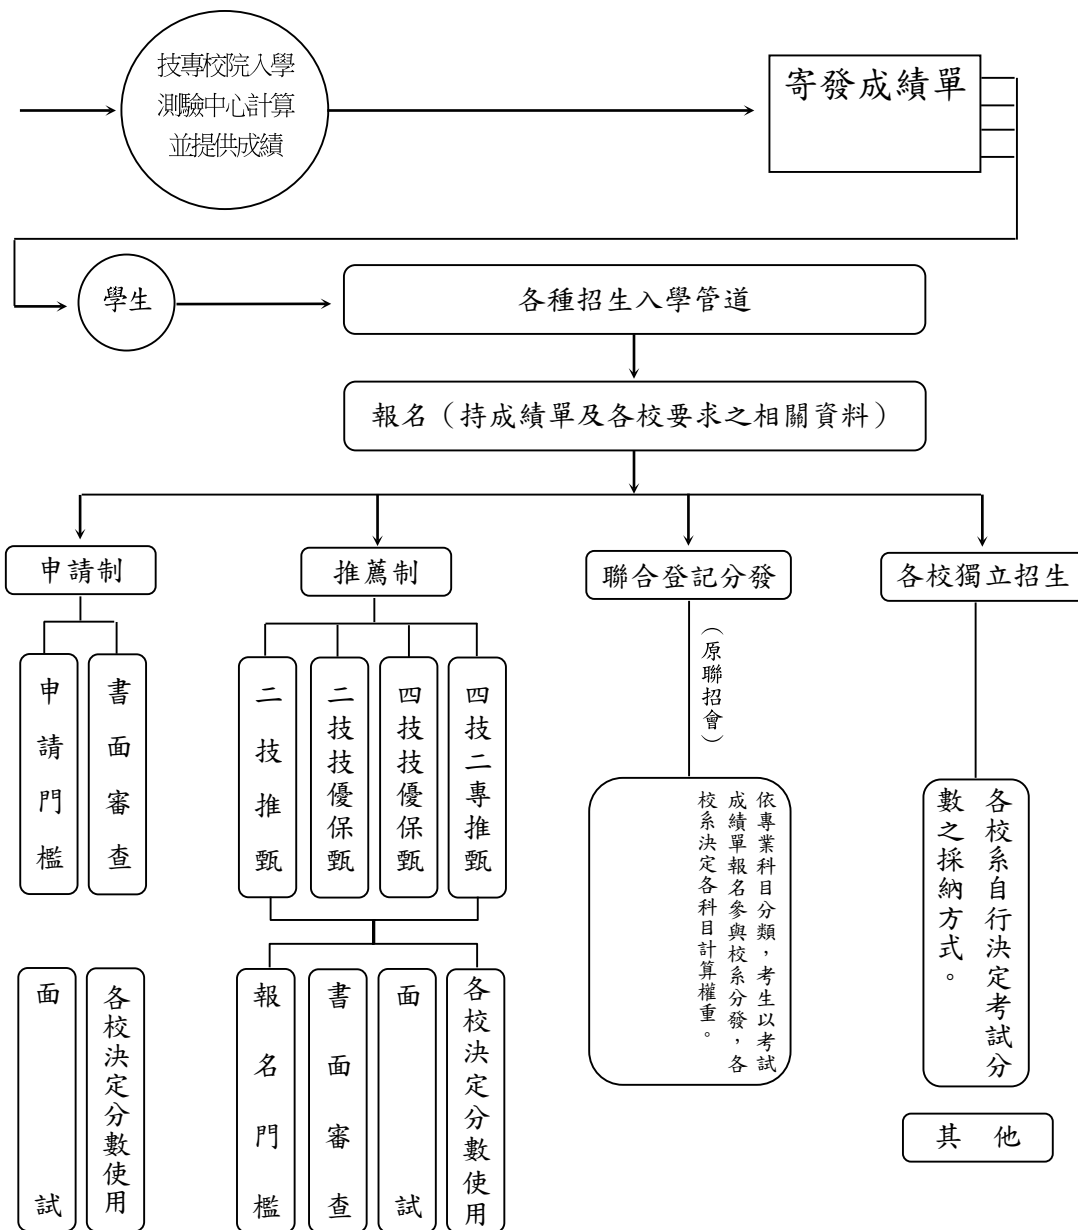 技專校院入學
測驗中心計算
並提供成績
寄發成績單
學生
各種招生入學管道
報名（持成績單及各校要求之相關資料）
申請制
推薦制
聯合登記分發
各校獨立招生
申請門檻
書面審查
二技推甄
二技技優保甄
四技技優保甄
四技二專推甄
（原聯招會）
依專業科目分類，考生以考試
成績單報名參與校系分發，各
校系決定各科目計算權重。
各校系自行決定考試分
數之採納方式。
面試
各校決定分數使用
報名門檻
書面審查
面試
各校決定分數使用
其他